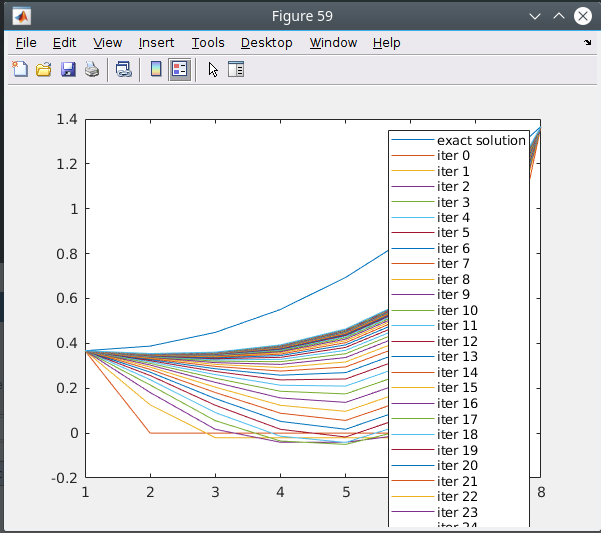 Figure 59
File Edit View Insert Tools Desktop Window Help
1.4
1.2
1
0.8
0.6
0.4
0.2
0
-0.2
1 2 3 4 5 8
exact solution
iter 0
iter 1
iter 2
iter 3
iter 4
iter 5
iter 6
iter 7
iter 8
iter 9
iter 10
iter 11
iter 12
iter 13
iter 14
iter 15
iter 16
iter 17
iter 18
iter 19
iter 20
iter 21
iter 22
iter 23
iter 24